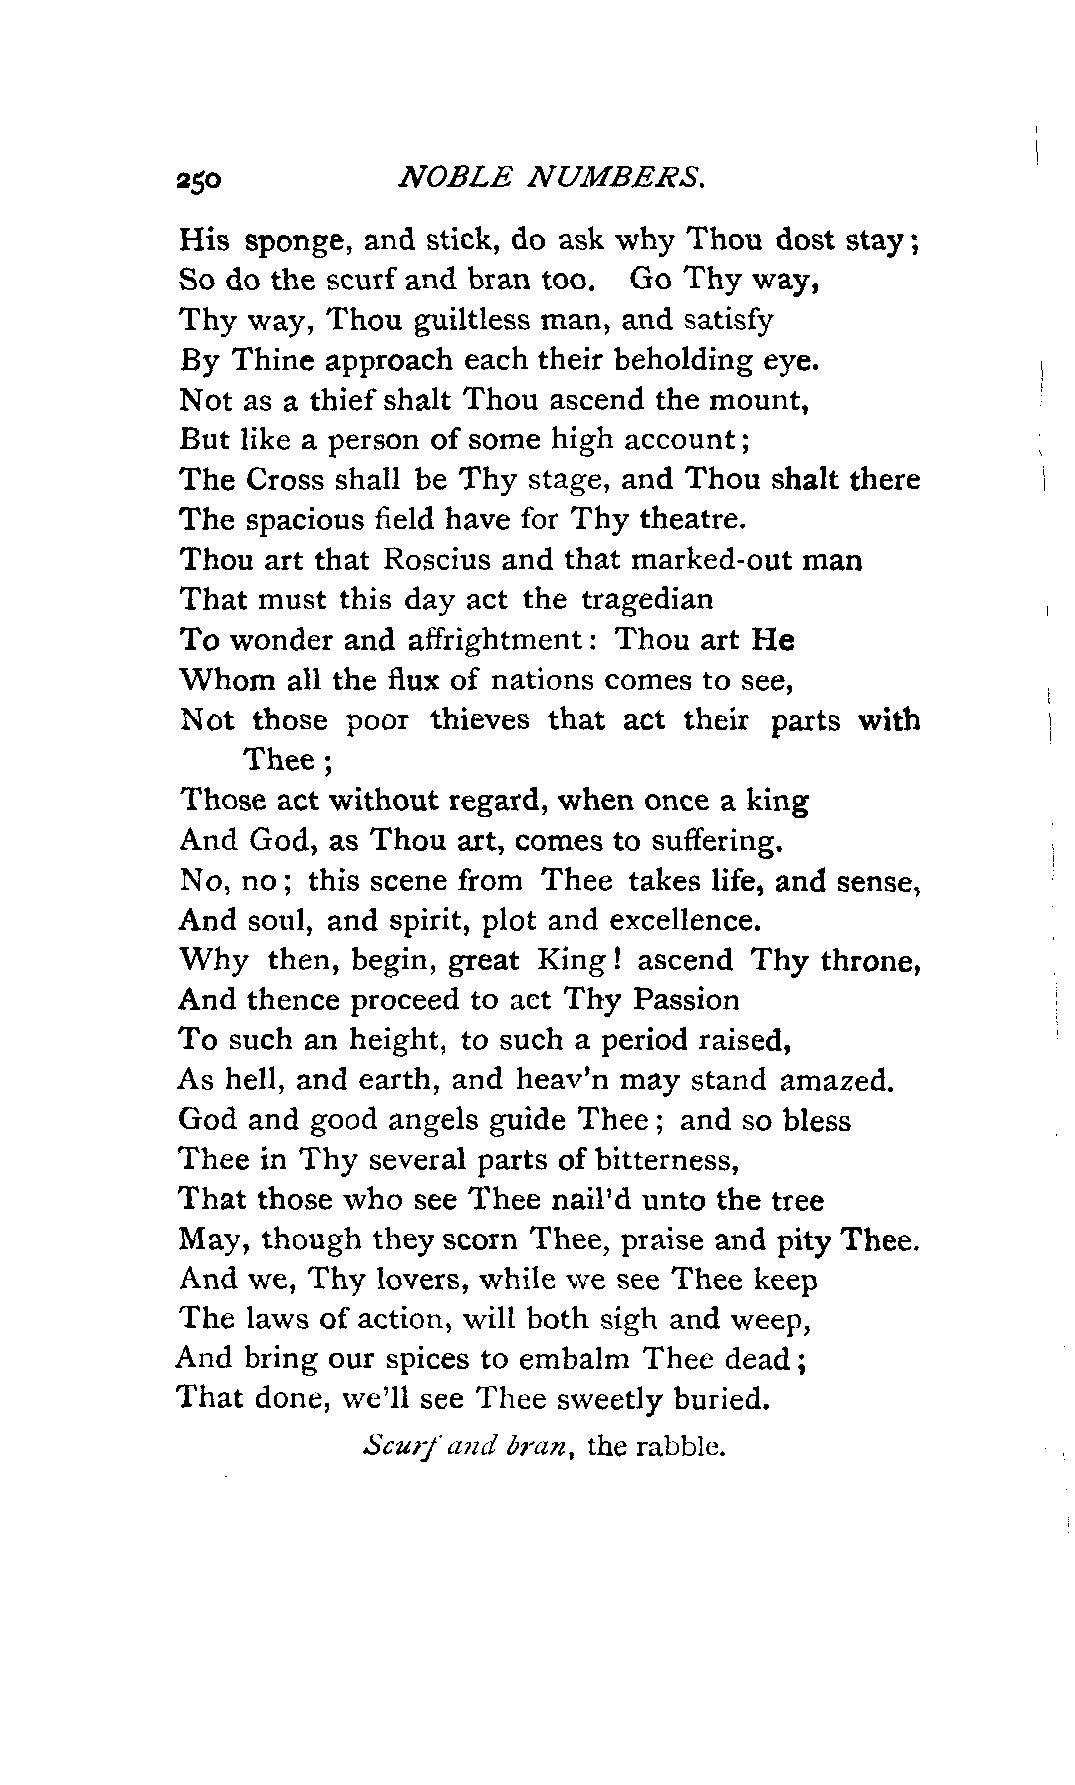 250 NOBLE NUMBERS.
His sponge, and stick, do ask why Thou dost stay;
So do the scurf and bran too. Go Thy way,
Thy way, Thou guiltless man, and satisfy
By Thine approach each their beholding eye.
Not as a thief shalt Thou ascend the mount,
But like a person of some high account;
The Cross shall be Thy stage, and Thou shalt there
The spacious field have for Thy theatre.
Thou art that Roscius and that marked-out man
That must this day act the tragedian
To wonder and affrightment: Thou art He
Whom all the flux of nations comes to see,
Not those poor thieves that act their parts with
Thee;
Those act without regard, when once a king
And God, as Thou art, comes to suffering.
No, no; this scene from Thee takes life, and sense,
And soul, and spirit, plot and excellence.
Why then, begin, great King! ascend Thy throne,
And thence proceed to act Thy Passion
To such an height, to such a period raised,
As hell, and earth, and heav'n may stand amazed.
God and good angels guide Thee; and so bless
Thee in Thy several parts of bitterness,
That those who see Thee nail'd unto the tree
May, though they scorn Thee, praise and pity Thee.
And we, Thy lovers, while we see Thee keep
The laws of action, will both sigh and weep,
And bring our spices to embalm Thee dead;
That done, we'll see Thee sweetly buried.
Scurf and bran, the rabble.